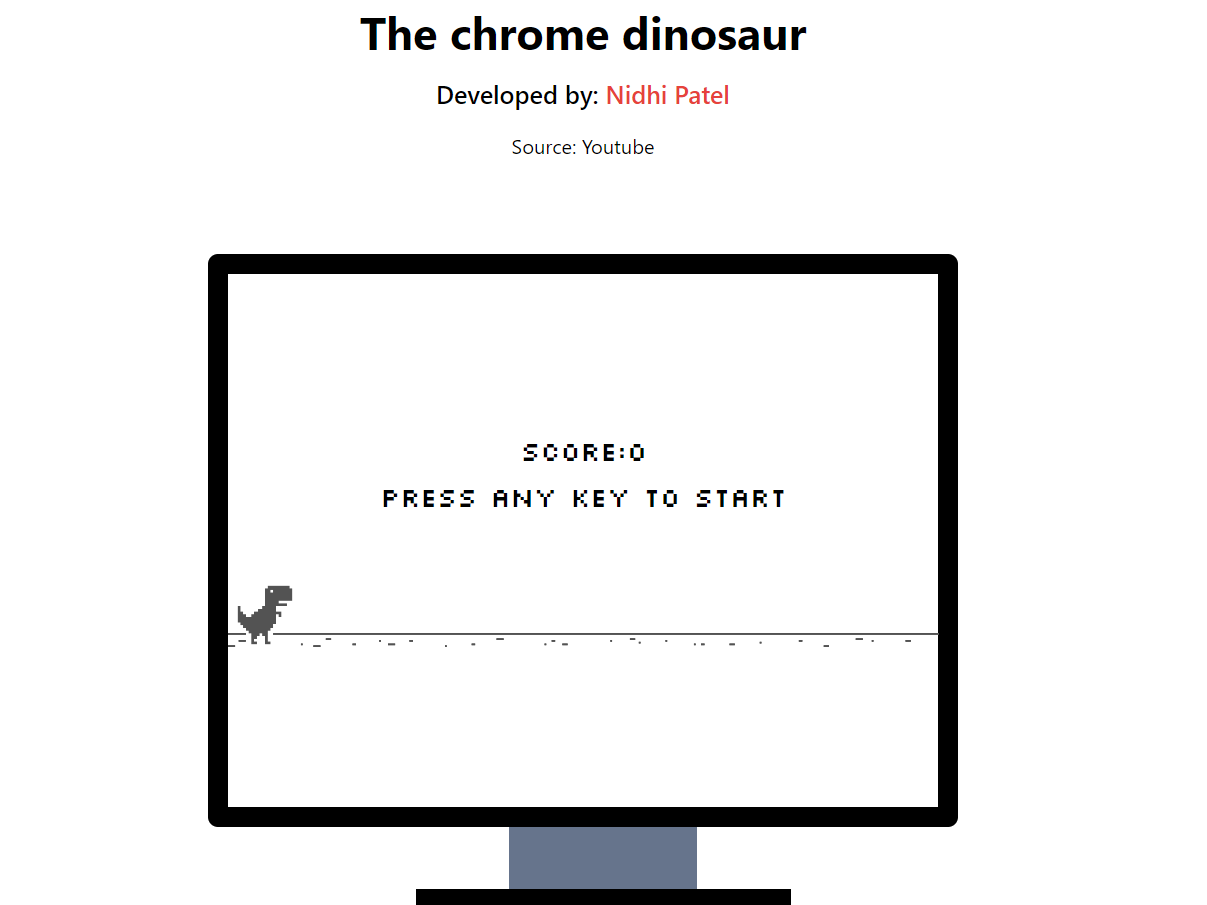 The chrome dinosaur
Developed by: Nidhi Patel
Source: Youtube
SCORE:0
PRESS ANY KEY TO START